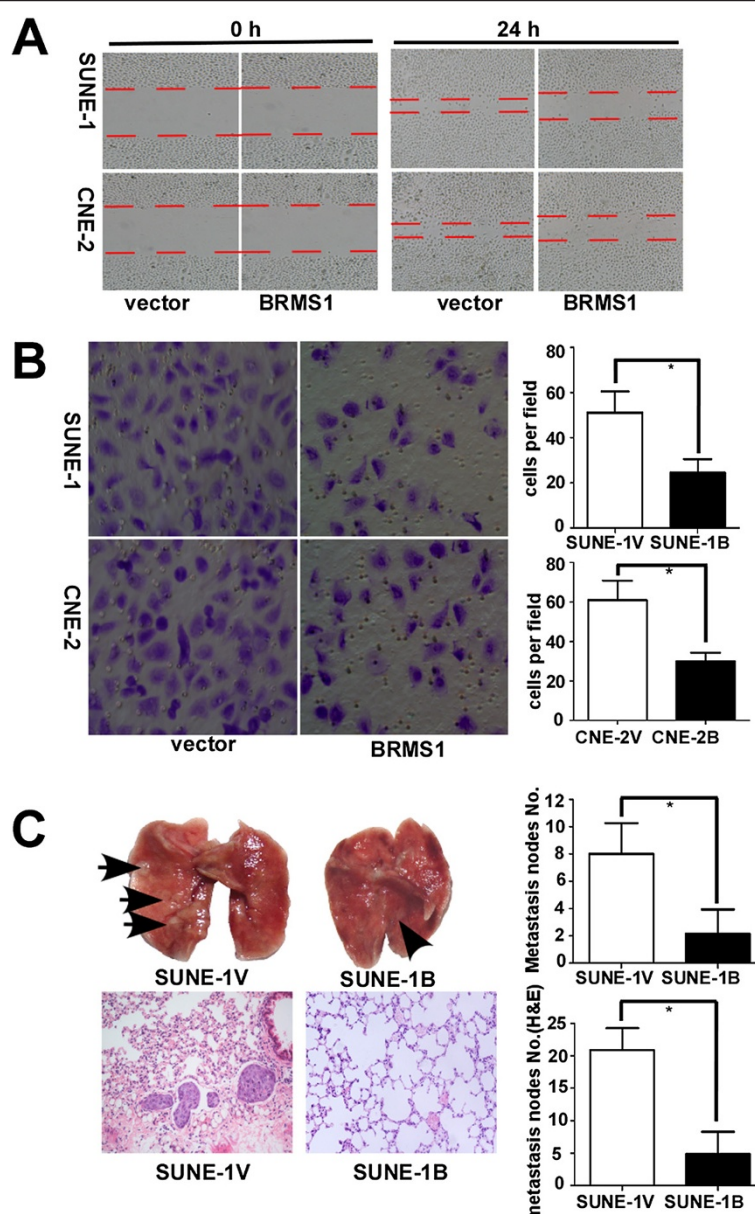 A
0 h
24 h
SUNE-1
CNE-2
vector
BRMS1
vector
BRMS1
B
SUNE-1
CNE-2
vector
BRMS1
cells per field
80
60
40
20
0
*
SUNE-1V SUNE-1B
cells per field
80
60
40
20
0
*
CNE-2V CNE-2B
C
SUNE-1V
SUNE-1B
SUNE-1V
SUNE-1B
Metastasis nodes No.
12
10
8
6
4
2
0
*
SUNE-1V SUNE-1B
metastasis nodes No.(H&E)
25
20
15
10
5
0
*
SUNE-1V SUNE-1B